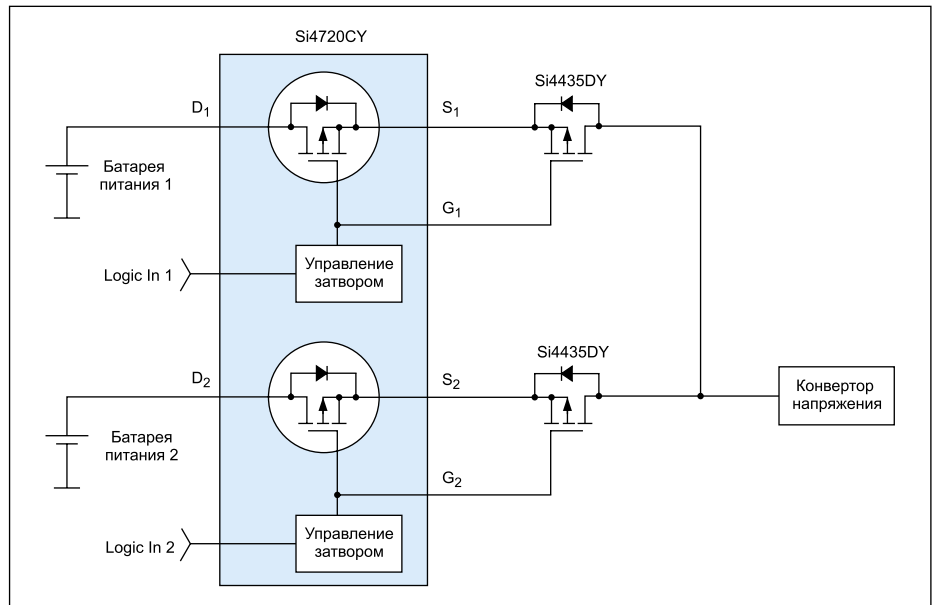 Si4720CY
Si4435DY
D1
S1
Батарея
питания 1
G1
Logic In 1
Управление
затвором
Si4435DY
D2
S2
Конвертор
напряжения
Батарея
питания 2
G2
Logic In 2
Управление
затвором